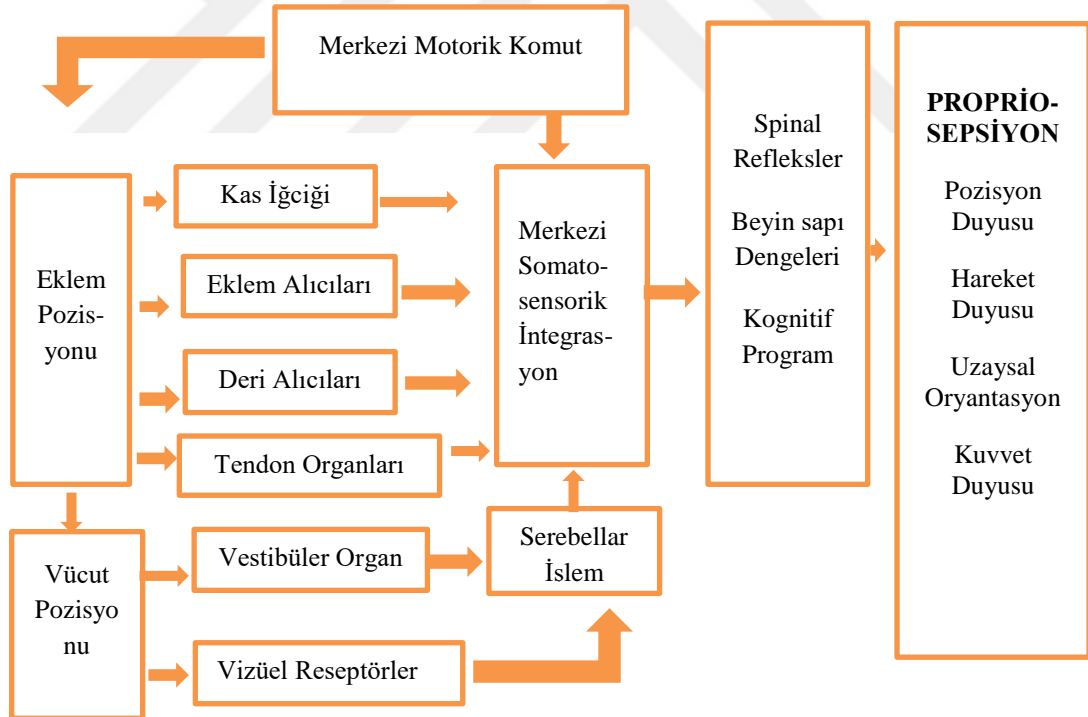 Merkezi Motorik Komut
Eklem
Pozis-
yonu
Kas İğciği
Eklem Alıcıları
Deri Alıcıları
Tendon Organları
Vücut
Pozisyo
nu
Vestibüler Organ
Vizüel Reseptörler
Merkezi
Somato-
sensorik
İntegras-
yon
Serebellar
İslem
Spinal
Refleksler
Beyin sapı
Dengeleri
Kognitif
Program
PROPRİO-
SEPSİYON
Pozisyon
Duyusu
Hareket
Duyusu
Uzaysal
Oryantasyon
Kuvvet
Duyusu